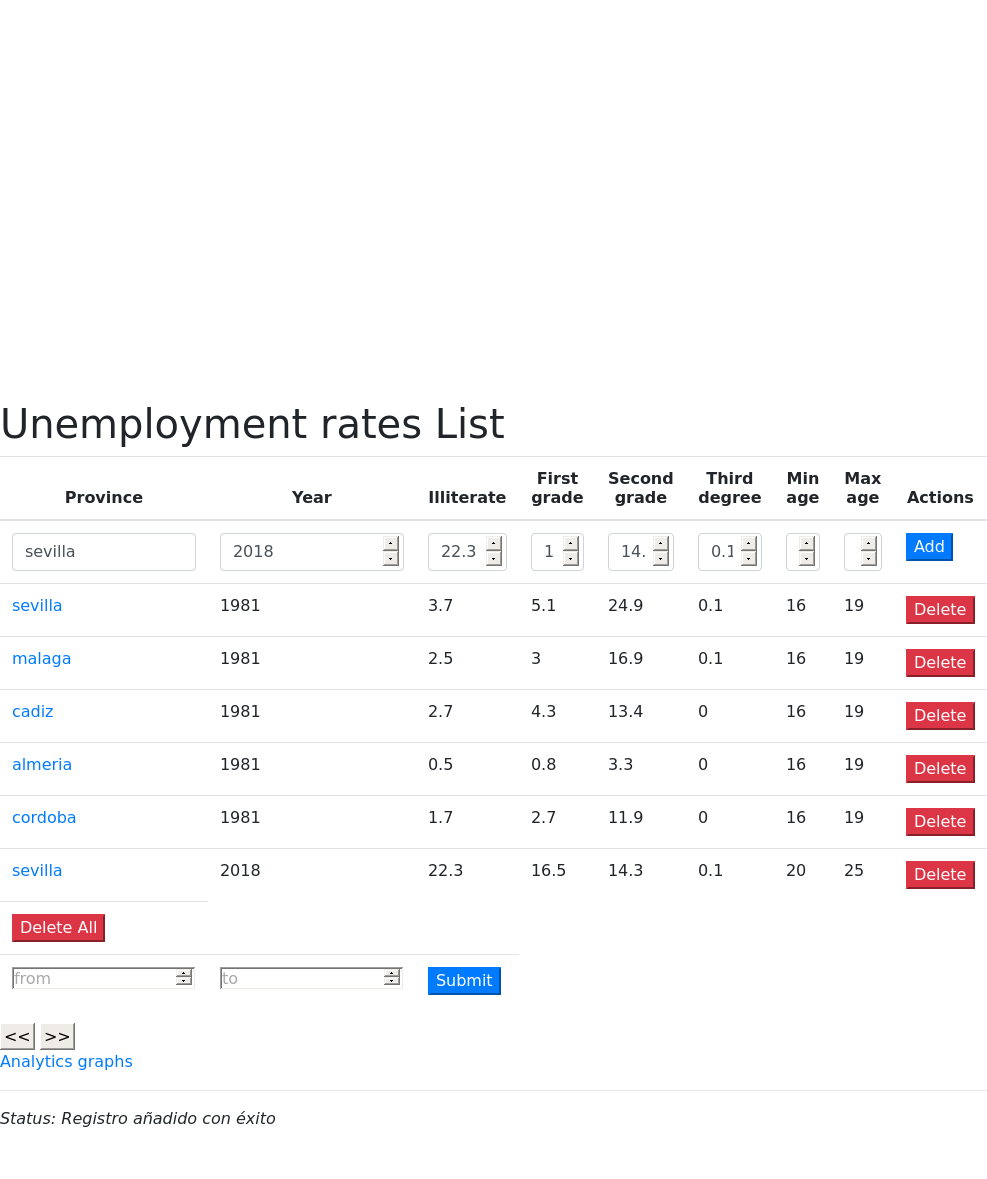 Unemployment rates List
Province Year Illiterate First grade Second grade Third degree Min age Max age Actions
sevilla 2018 22.3 1 14. 0.1 Add
sevilla 1981 3.7 5.1 24.9 0.1 16 19 Delete
malaga 1981 2.5 3 16.9 0.1 16 19 Delete
cadiz 1981 2.7 4.3 13.4 0 16 19 Delete
almeria 1981 0.5 0.8 3.3 0 16 19 Delete
cordoba 1981 1.7 2.7 11.9 0 16 19 Delete
sevilla 2018 22.3 16.5 14.3 0.1 20 25 Delete
Delete All
from to Submit
<< >>
Analytics graphs
Status: Registro añadido con éxito